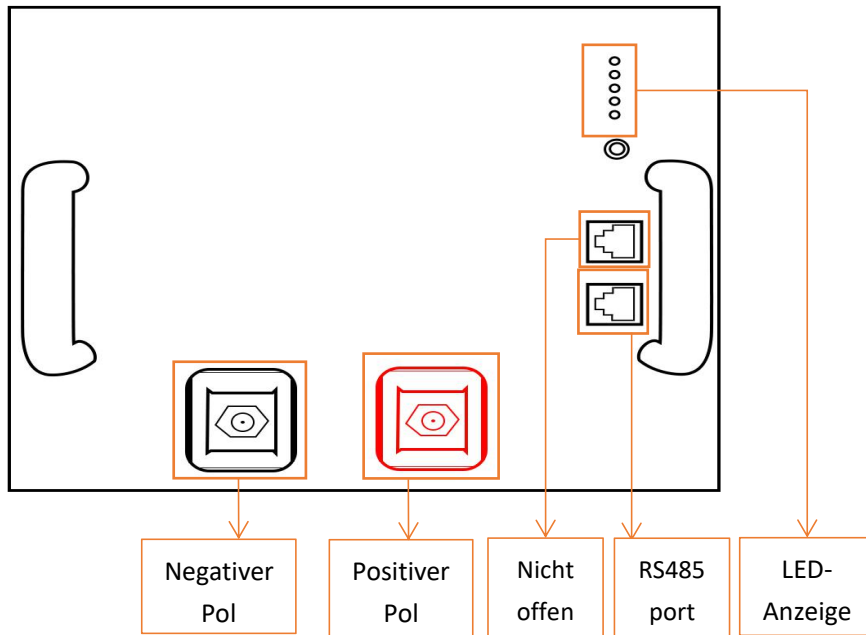 Negativer
Pol
Positiver
Pol
Nicht
offen
RS485
port
LED-
Anzeige